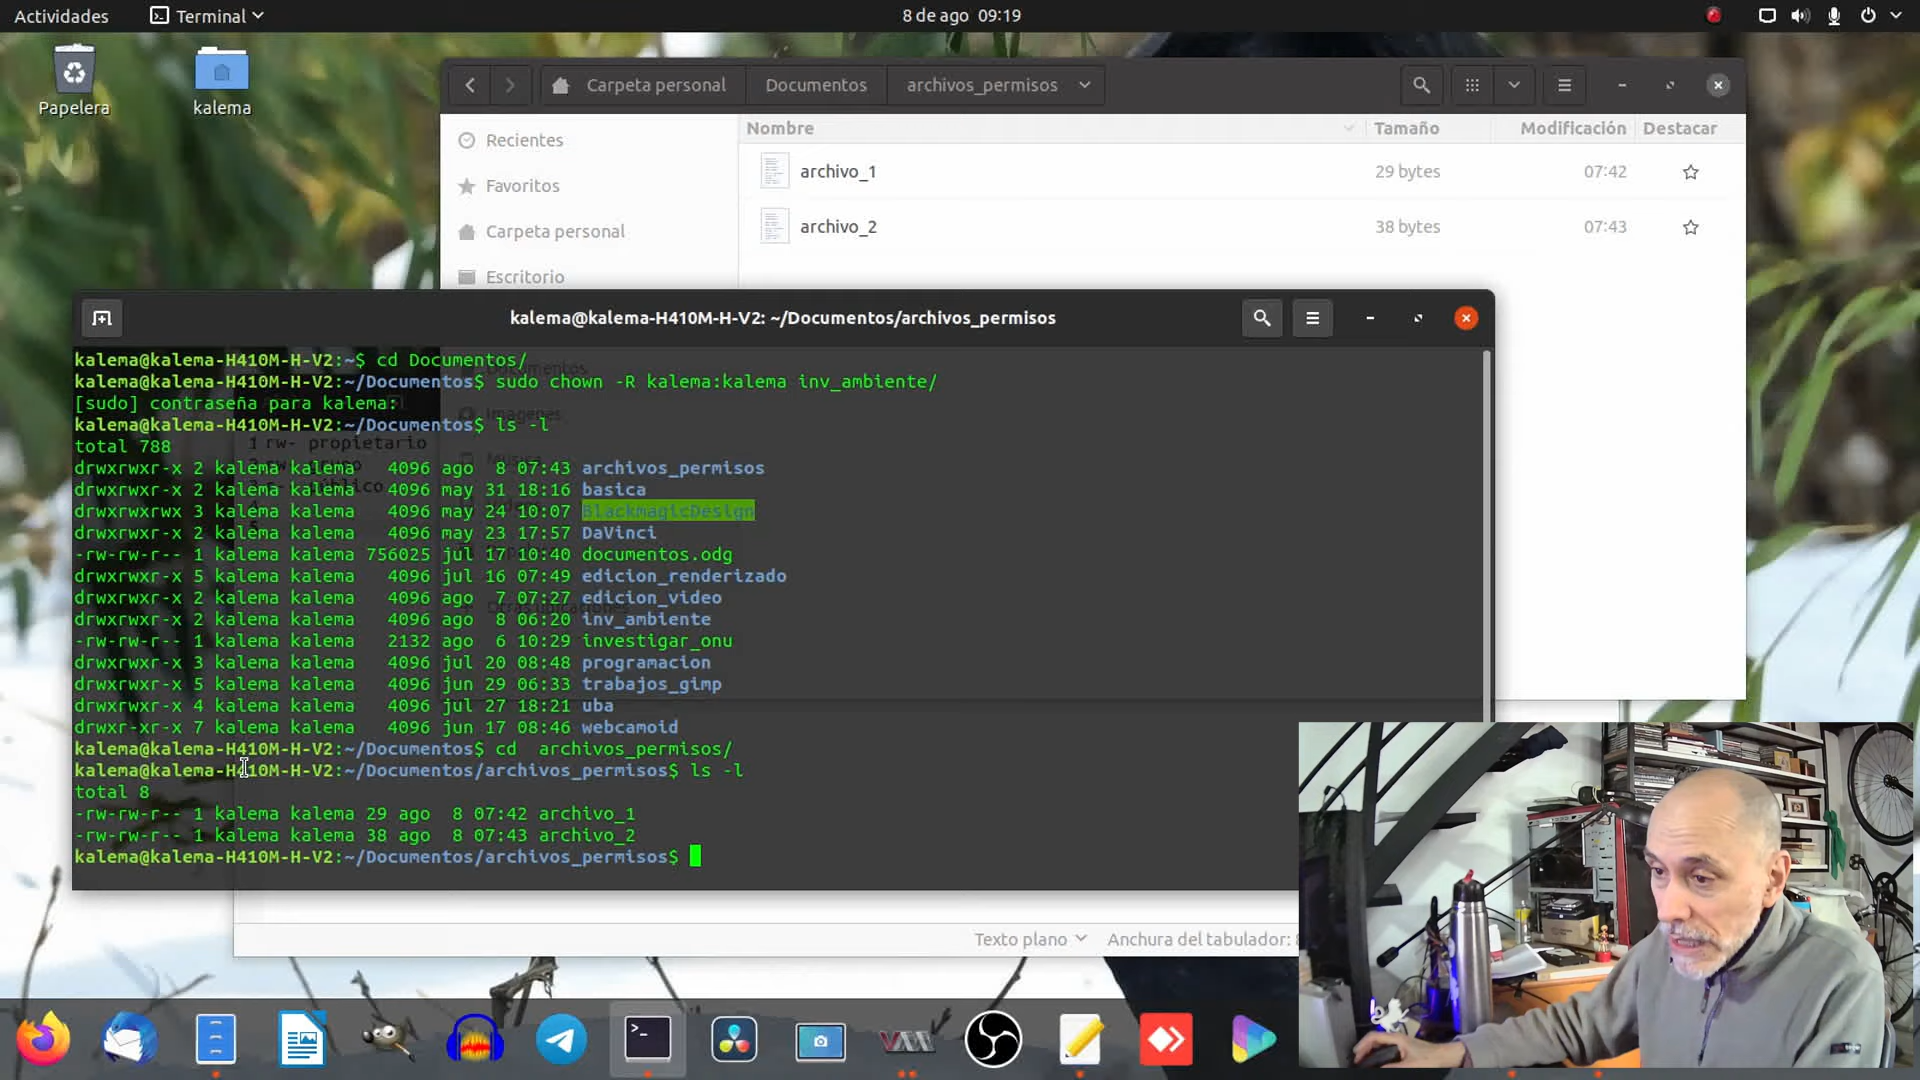 Actividades Terminal 8 de ago 09:19
Papelera
kalema
Carpeta personal Documentos archivos_permisos
Nombre Tamaño Modificación Destacar
Recientes
Favoritos
Carpeta personal
Escritorio
archivo_1 29 bytes 07:42
archivo_2 38 bytes 07:43
kalema@kalema-H410M-H-V2: ~/Documentos/archivos_permisos
kalema@kalema-H410M-H-V2:~$ cd Documentos/
kalema@kalema-H410M-H-V2:~/Documentos$ sudo chown -R kalema:kalema inv_ambiente/
[sudo] contraseña para kalema:
kalema@kalema-H410M-H-V2:~/Documentos$ ls -l
total 788
drwxrwxr-x 2 kalema kalema 4096 ago 8 07:43 archivos_permisos
drwxrwxr-x 2 kalema kalema 4096 may 31 18:16 basica
drwxrwxrwx 3 kalema kalema 4096 may 24 10:07 BlackmagicDesign
drwxrwxr-x 2 kalema kalema 4096 may 23 17:57 DaVinci
-rw-rw-r-- 1 kalema kalema 756025 jul 17 10:40 documentos.odg
drwxrwxr-x 5 kalema kalema 4096 jul 16 07:49 edicion_renderizado
drwxrwxr-x 2 kalema kalema 4096 ago 7 07:27 edicion_video
drwxrwxr-x 2 kalema kalema 4096 ago 8 06:20 inv_ambiente
-rw-rw-r-- 1 kalema kalema 2132 ago 6 10:29 investigar_onu
drwxrwxr-x 3 kalema kalema 4096 jul 20 08:48 programacion
drwxrwxr-x 5 kalema kalema 4096 jun 29 06:33 trabajos_gimp
drwxrwxr-x 4 kalema kalema 4096 jul 27 18:21 uba
drwxr-xr-x 7 kalema kalema 4096 jun 17 08:46 webcamoid
kalema@kalema-H410M-H-V2:~/Documentos$ cd archivos_permisos/
kalema@kalema-H410M-H-V2:~/Documentos/archivos_permisos$ ls -l
total 8
-rw-rw-r-- 1 kalema kalema 29 ago 8 07:42 archivo_1
-rw-rw-r-- 1 kalema kalema 38 ago 8 07:43 archivo_2
kalema@kalema-H410M-H-V2:~/Documentos/archivos_permisos$
Documentos
Imágenes
1 rw- propietario
Otras ubicaciones
Texto plano Anchura del tabulador: